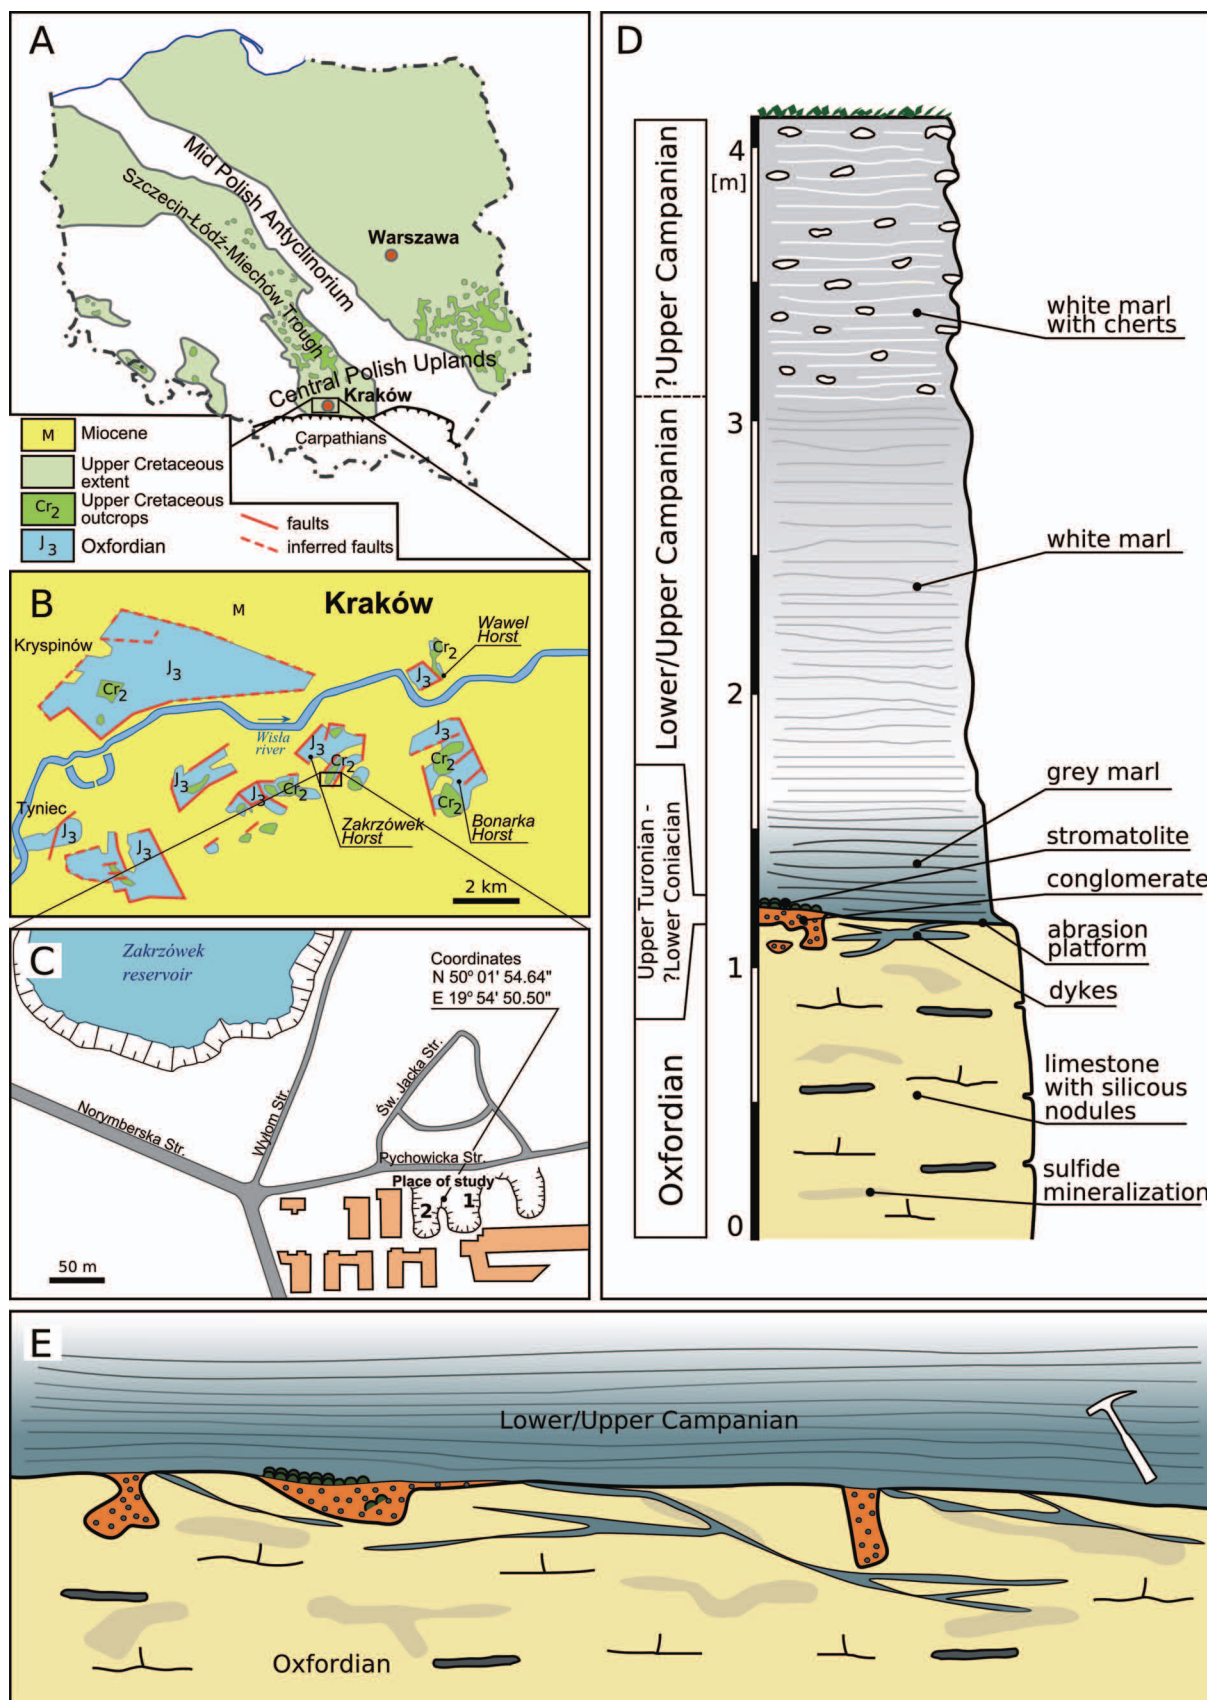 A
Mid Polish Antyclinorium
Szczecin-Łódź-Miechów Trough
Warszawa
Central Polish Uplands
Kraków
Carpathians
M Miocene
Upper Cretaceous
extent
Cr2 Upper Cretaceous
outcrops
J3 Oxfordian
faults
inferred faults
B
Kraków
M
Kryspinów
J3
Cr2
Wawel
Horst
Cr2
J3
Wisła
river
J3
Cr2
J3
Cr2
Cr2
J3
J3
Cr2
Tyniec
J3
J3
Zakrzówek
Horst
Bonarka
Horst
2 km
C
Zakrzówek
reservoir
Coordinates
N 50° 01' 54.64"
E 19° 54' 50.50"
Norymberska Str.
Wyłom Str.
Św. Jacka Str.
Pychowicka Str.
Place of study
1
2
50 m
D
4
[m]
3
2
1
0
?Upper Campanian
Lower/Upper Campanian
Upper Turonian -
?Lower Coniacian
Oxfordian
white marl
with cherts
white marl
grey marl
stromatolite
conglomerate
abrasion
platform
dykes
limestone
with silicous
nodules
sulfide
mineralization
E
Lower/Upper Campanian
Oxfordian